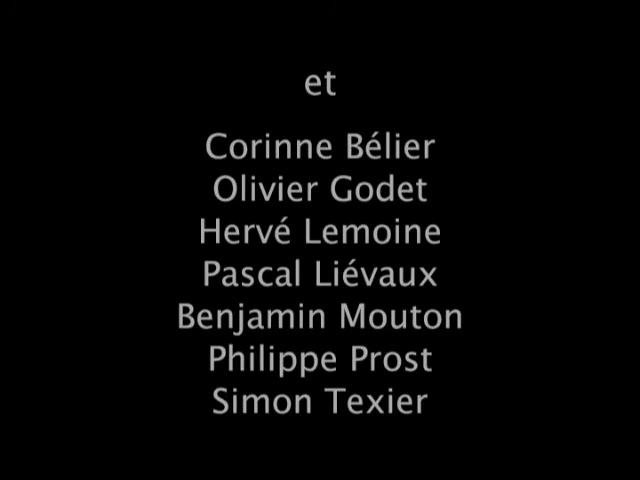 et
Corinne Bélier
Olivier Godet
Hervé Lemoine
Pascal Liévaux
Benjamin Mouton
Philippe Prost
Simon Texier